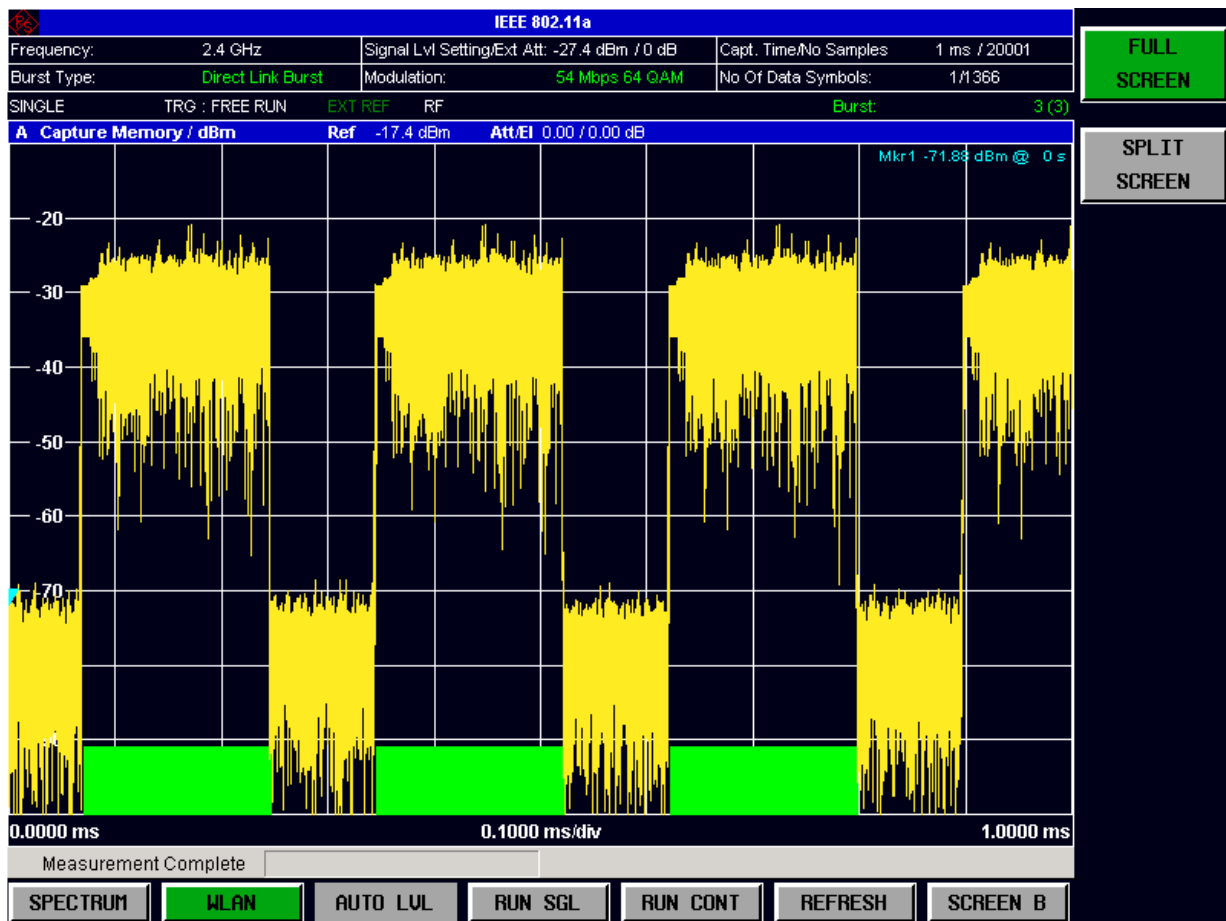 IEEE 802.11a
Frequency: 2.4 GHz Signal Lvl Setting/Ext Att: -27.4 dBm / 0 dB Capt. Time/No Samples 1 ms / 20001
Burst Type: Direct Link Burst Modulation: 54 Mbps 64 QAM No Of Data Symbols: 1/1366
SINGLE TRG : FREE RUN EXT REF RF Burst: 3 (3)
A Capture Memory / dBm Ref -17.4 dBm Att/El 0.00 / 0.00 dB
Mkr1 -71.88 dBm @ 0 s
-20
-30
-40
-50
-60
-70
0.0000 ms 0.1000 ms/div 1.0000 ms
Measurement Complete
SPECTRUM WLAN AUTO LVL RUN SGL RUN CONT REFRESH SCREEN B
FULL SCREEN
SPLIT SCREEN